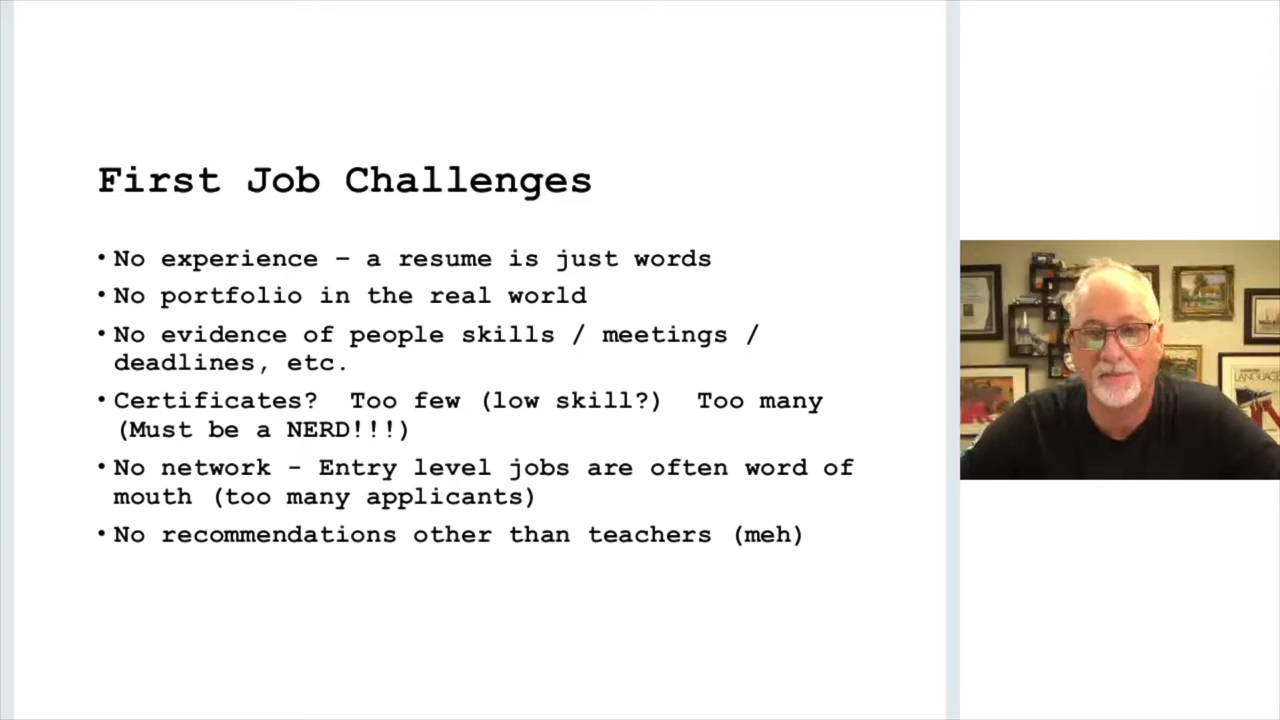 First Job Challenges
• No experience – a resume is just words
• No portfolio in the real world
• No evidence of people skills / meetings /
deadlines, etc.
• Certificates?  Too few (low skill?)  Too many
(Must be a NERD!!!)
• No network - Entry level jobs are often word of
mouth (too many applicants)
• No recommendations other than teachers (meh)
LANGUAGE